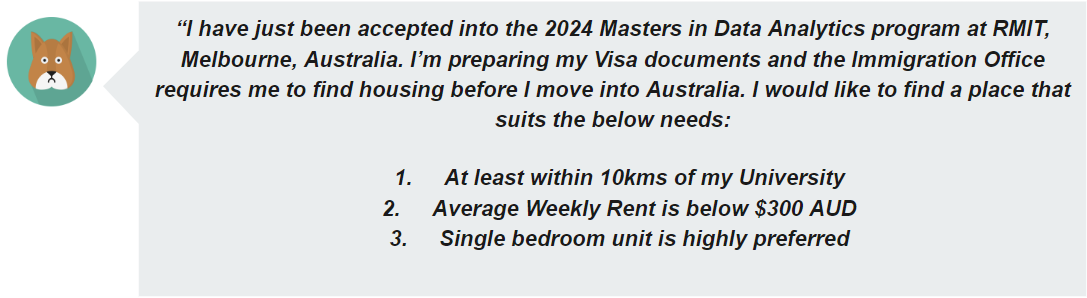 “I have just been accepted into the 2024 Masters in Data Analytics program at RMIT,
Melbourne, Australia. I’m preparing my Visa documents and the Immigration Office
requires me to find housing before I move into Australia. I would like to find a place that
suits the below needs:
1. At least within 10kms of my University
2. Average Weekly Rent is below $300 AUD
3. Single bedroom unit is highly preferred